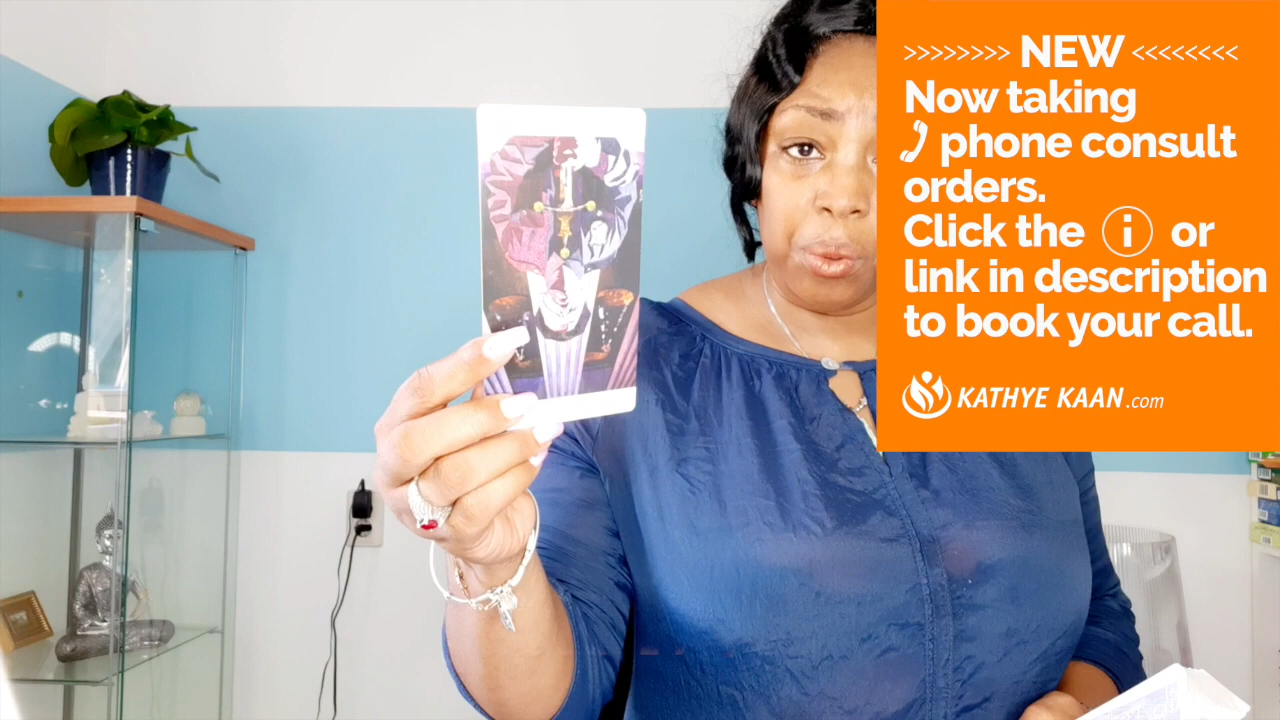 >>>>>>>> NEW <<<<<<<<
Now taking
phone consult
orders.
Click the i or
link in description
to book your call.
KATHYE KAAN.com